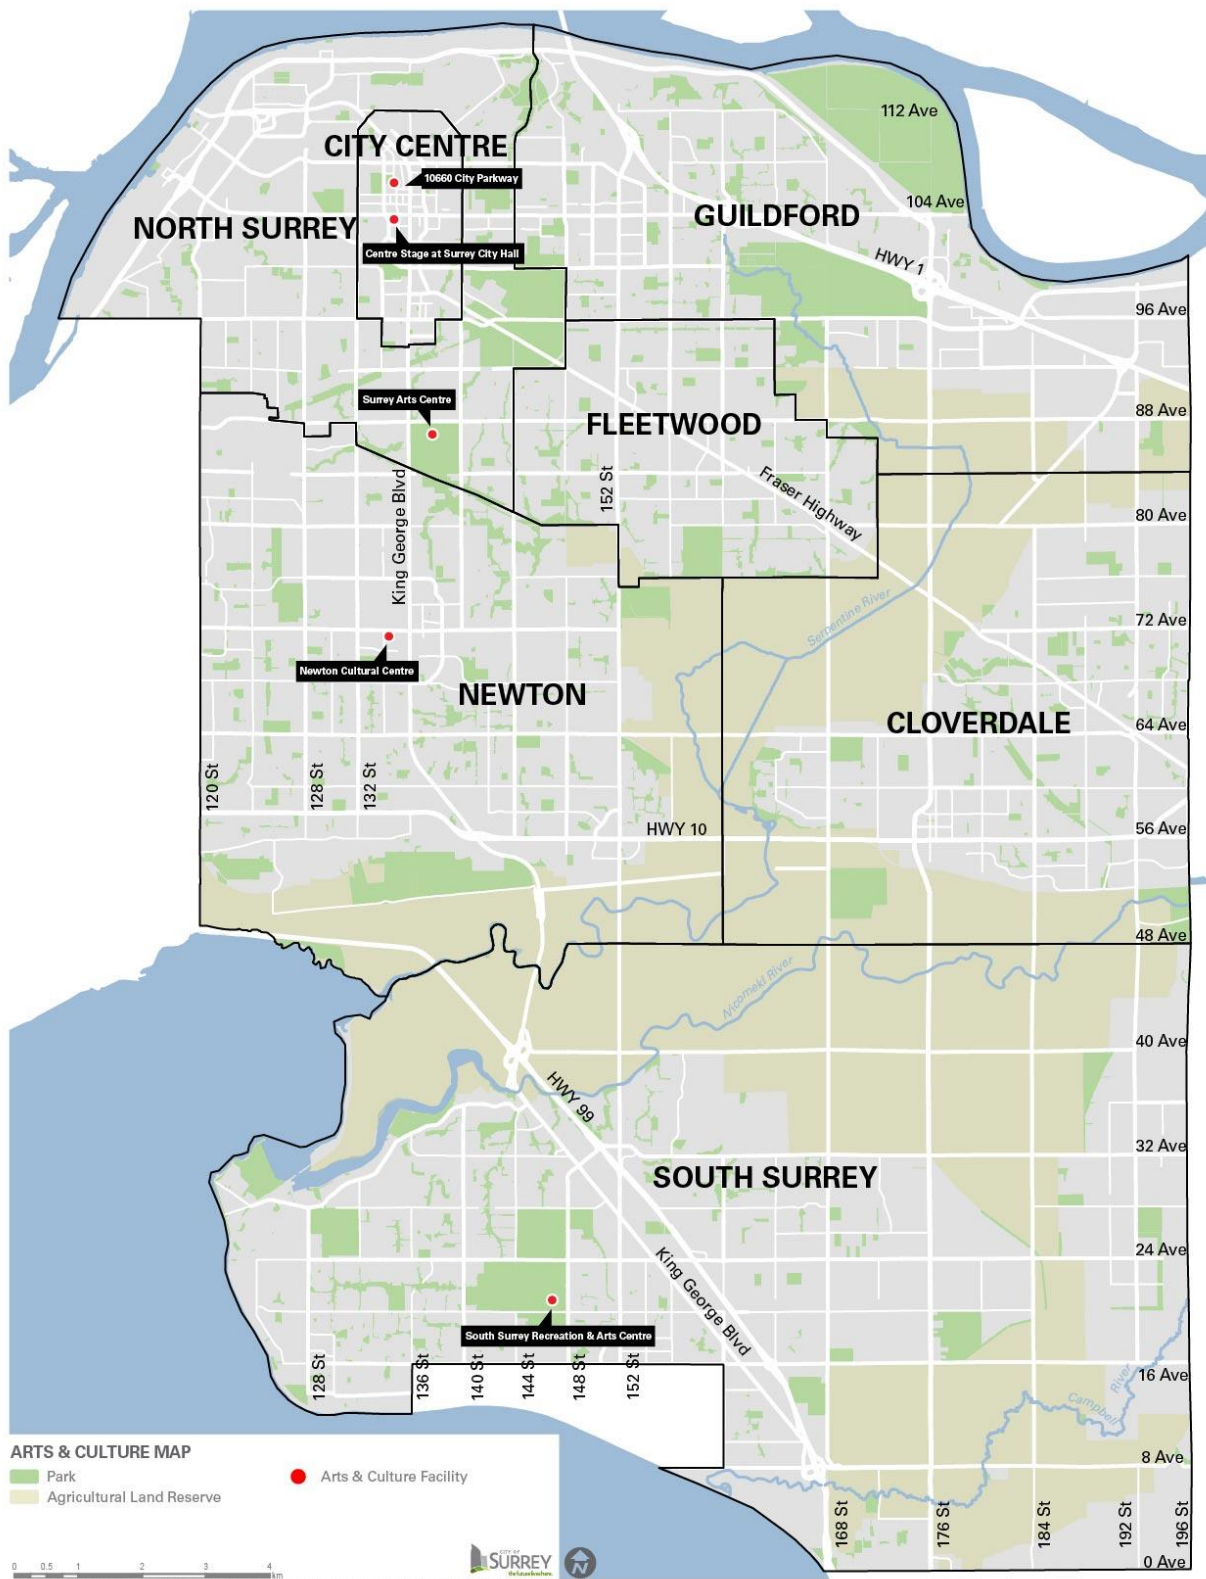 112 Ave
CITY CENTRE
10660 City Parkway
104 Ave
GUILDFORD
NORTH SURREY
Centre Stage at Surrey City Hall
HWY 1
96 Ave
Surrey Arts Centre
88 Ave
FLEETWOOD
152 St
Fraser Highway
King George Blvd
80 Ave
Serpentine River
72 Ave
Newton Cultural Centre
NEWTON
CLOVERDALE
64 Ave
120 St
128 St
132 St
HWY 10
56 Ave
48 Ave
Nicomekl River
40 Ave
HWY 99
32 Ave
SOUTH SURREY
24 Ave
King George Blvd
South Surrey Recreation & Arts Centre
128 St
136 St
140 St
144 St
148 St
152 St
16 Ave
Campbell River
8 Ave
ARTS & CULTURE MAP
Park
Arts & Culture Facility
Agricultural Land Reserve
168 St
176 St
184 St
192 St
196 St
0 Ave
0 0.5 1 2 3 4
km
CITY OF
SURREY
the future lives here.
N